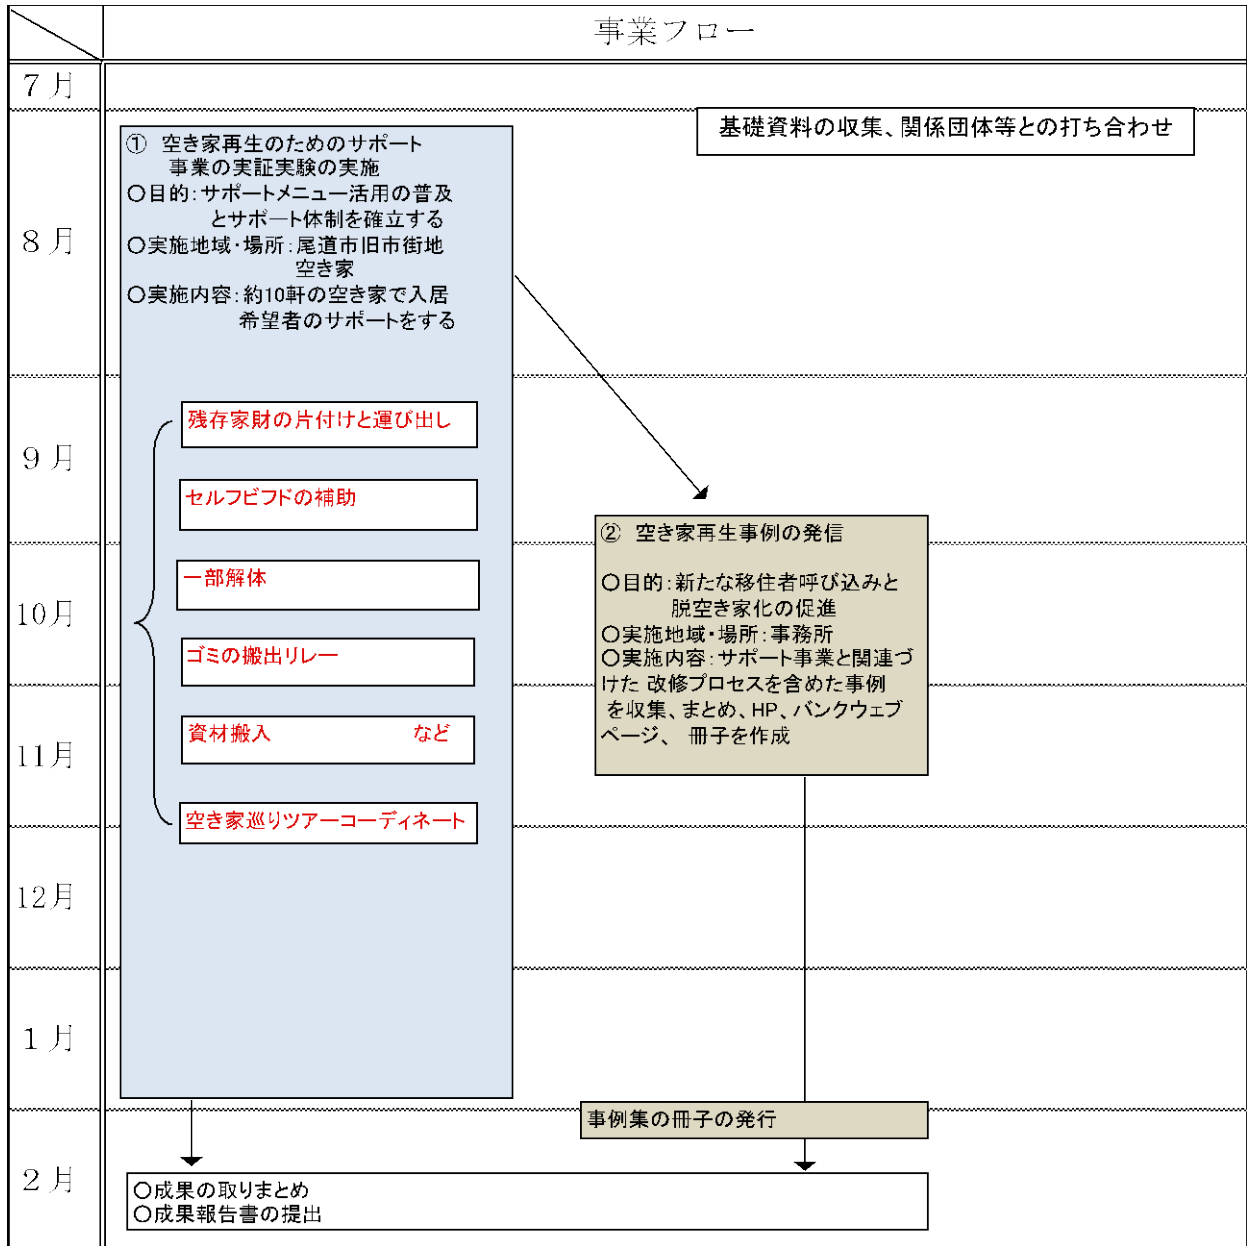 事業フロー
7月
基礎資料の収集、関係団体等との打ち合わせ
8月
① 空き家再生のためのサポート
事業の実証実験の実施
○目的：サポートメニュー活用の普及
とサポート体制を確立する
○実施地域・場所：尾道市旧市街地
空き家
○実施内容：約10軒の空き家で入居
希望者のサポートをする
9月
残存家財の片付けと運び出し
セルフビフドの補助
10月
一部解体
ゴミの搬出リレー
11月
資材搬入 など
空き家巡りツアーコーディネート
② 空き家再生事例の発信
○目的：新たな移住者呼び込みと
脱空き家化の促進
○実施地域・場所：事務所
○実施内容：サポート事業と関連づ
けた 改修プロセスを含めた事例
を収集、まとめ、HP、バンクウェブ
ページ、 冊子を作成
12月
1月
事例集の冊子の発行
2月
○成果の取りまとめ
○成果報告書の提出